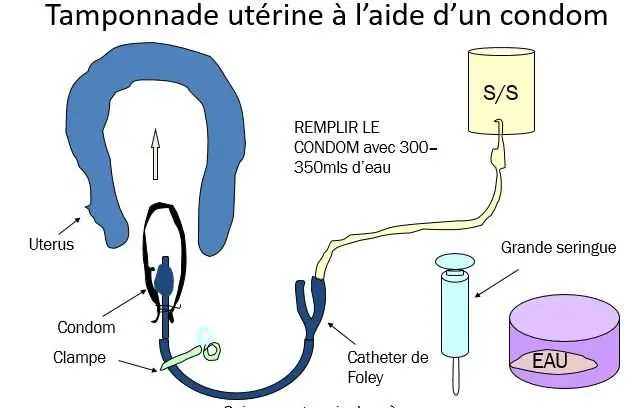 Tamponnade utérine à l’aide d’un condom
S/S
REMPLIR LE
CONDOM avec 300–
350mls d’eau
Uterus
Grande seringue
Condom
Clampe
Catheter de
Foley
EAU